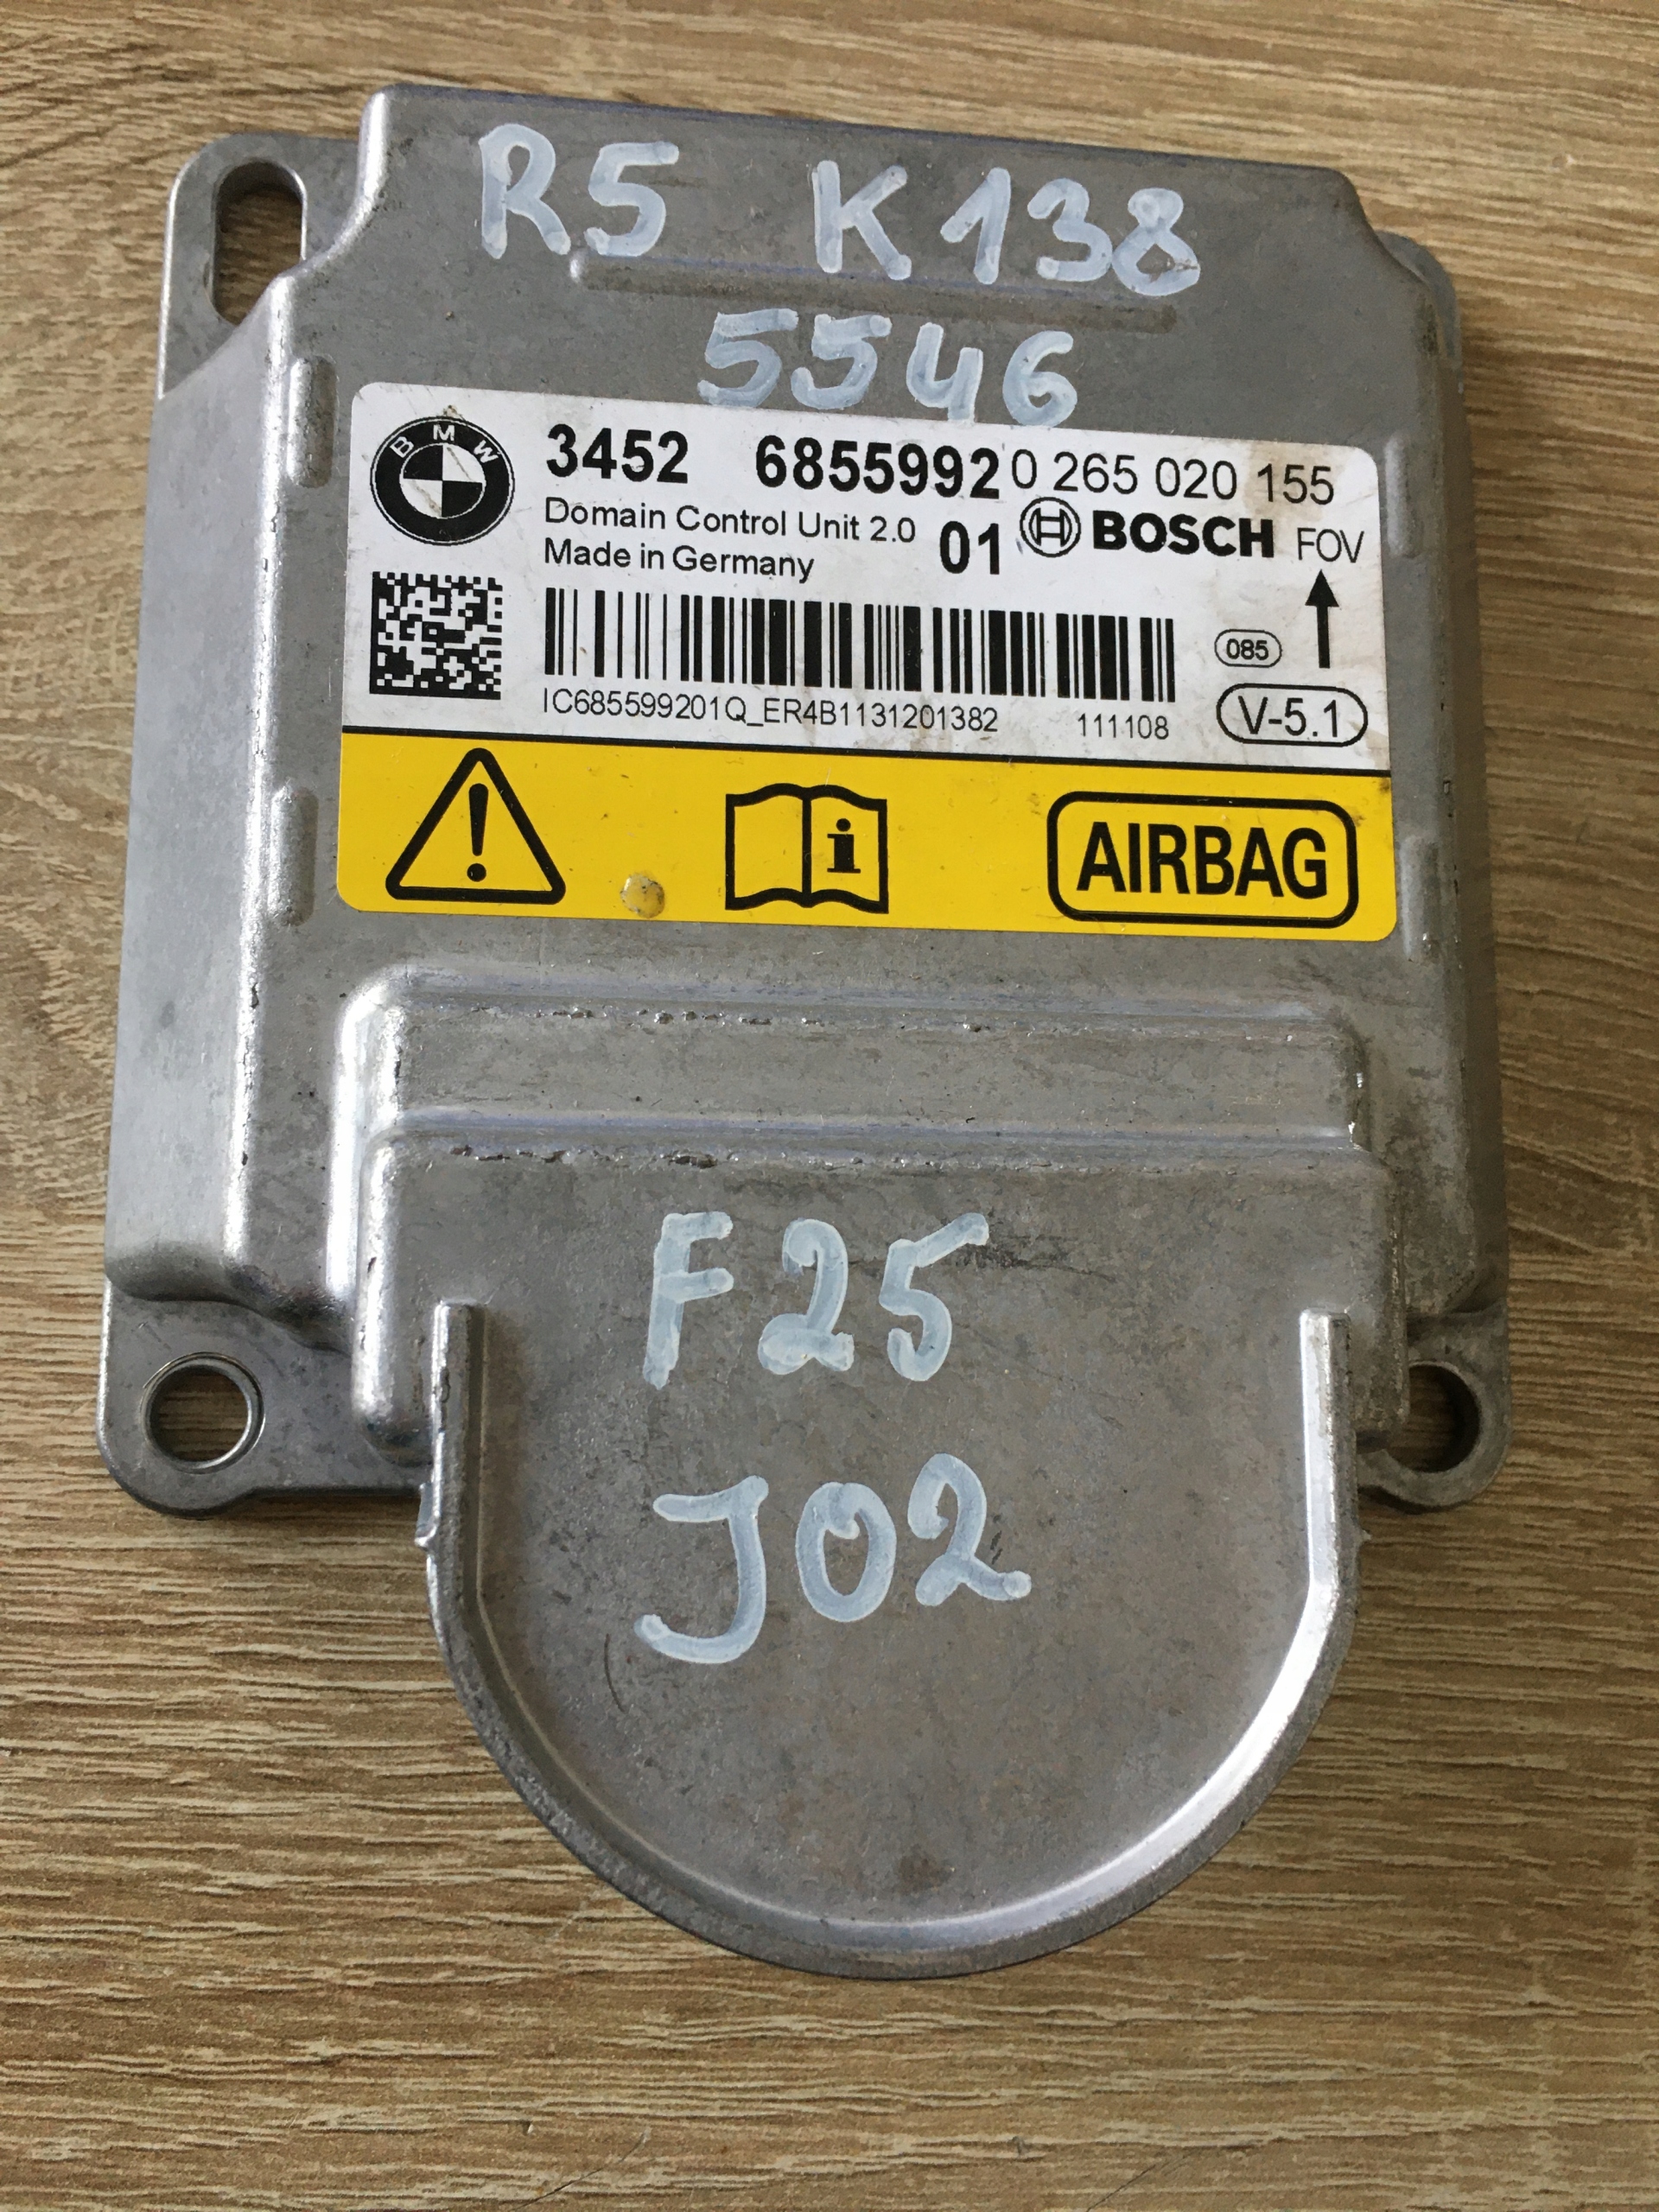 R5 K138
5546
BMW
3452 6855992 0 265 020 155
Domain Control Unit 2.0 01 BOSCH FOV
Made in Germany
085
IC685599201Q_ER4B1131201382 111108 V-5.1
AIRBAG
F25
J02